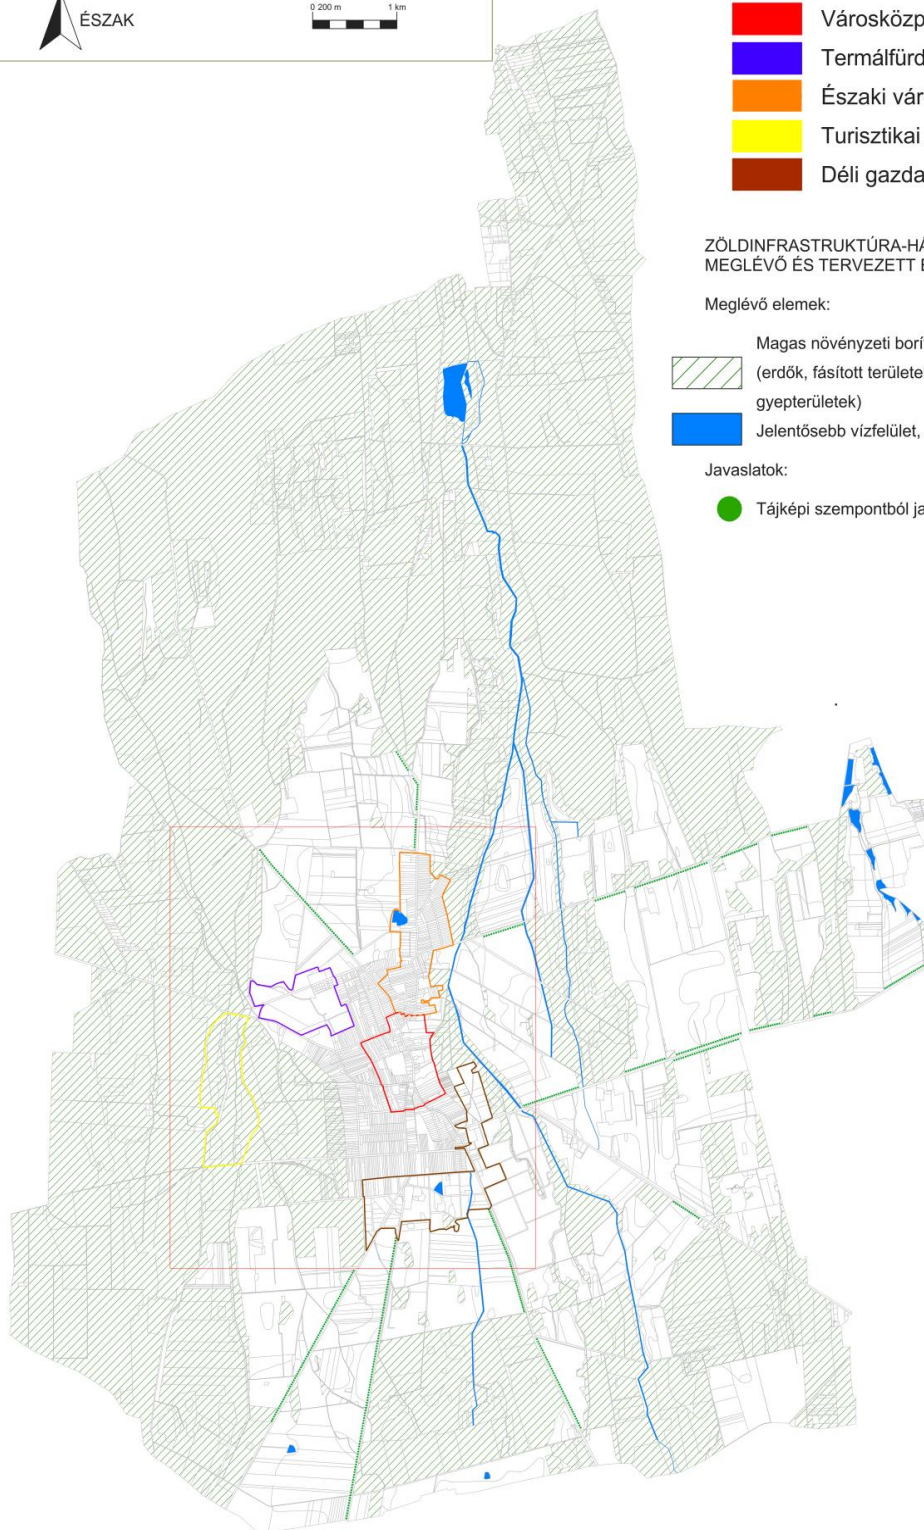 ÉSZAK
0 200 m 1 km
Városközp
Termálfürd
Északi vár
Turisztikai
Déli gazda
ZÖLDINFRASTRUKTÚRA-HÁ
MEGLÉVŐ ÉS TERVEZETT E
Meglévő elemek:
Magas növényzeti borí
(erdők, fásított területe
gyepterületek)
Jelentősebb vízfelület,
Javaslatok:
Tájképi szempontból ja